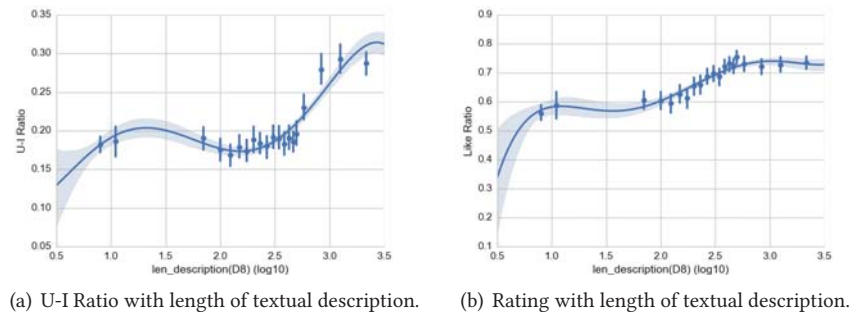 0.35
0.30
0.25
0.20
0.15
0.10
0.05
U-I Ratio
0.5 1.0 1.5 2.0 2.5 3.0 3.5
len_description(D8) (log10)
(a) U-I Ratio with length of textual description.
0.9
0.8
0.7
0.6
0.5
0.4
0.3
0.2
0.1
Like Ratio
0.5 1.0 1.5 2.0 2.5 3.0 3.5
len_description(D8) (log10)
(b) Rating with length of textual description.